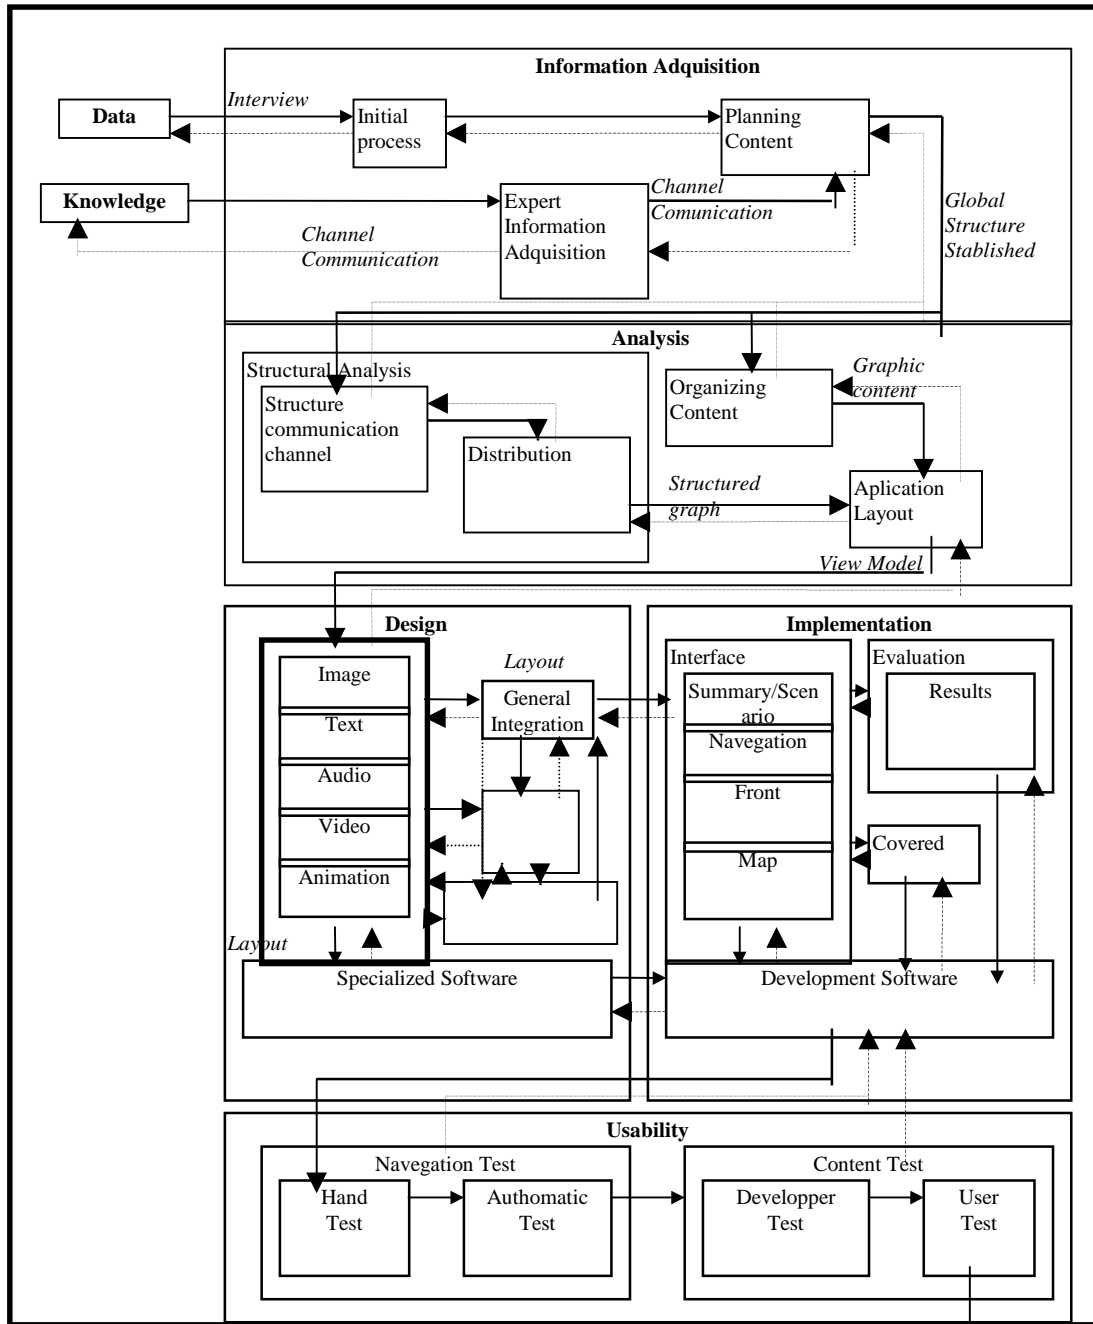 Information Adquisition
Data
Interview
Initial
process
Planning
Content
Knowledge
Expert
Information
Adquisition
Channel
Comunication
Channel
Communication
Global
Structure
Stablished
Analysis
Structural Analysis
Structure
communication
channel
Distribution
Organizing
Content
Graphic
content
Structured
graph
Aplication
Layout
View Model
Design
Image
Text
Audio
Video
Animation
Layout
General
Integration
Layout
Specialized Software
Implementation
Interface
Summary/Scen
ario
Navegation
Front
Map
Evaluation
Results
Covered
Development Software
Usability
Navegation Test
Hand
Test
Authomatic
Test
Content Test
Developper
Test
User
Test